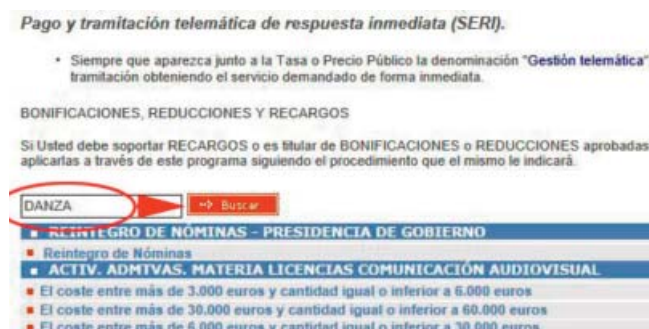 Pago y tramitación telemática de respuesta inmediata (SERI).
• Siempre que aparezca junto a la Tasa o Precio Público la denominación "Gestión telemática"
tramitación obteniendo el servicio demandado de forma inmediata.
BONIFICACIONES, REDUCCIONES Y RECARGOS
Si Usted debe soportar RECARGOS o es titular de BONIFICACIONES o REDUCCIONES aprobadas
aplicarlas a través de este programa siguiendo el procedimiento que el mismo le indicará.
DANZA
Buscar
REINTEGRO DE NÓMINAS - PRESIDENCIA DE GOBIERNO
Reintegro de Nóminas
ACTIV. ADMTVAS. MATERIA LICENCIAS COMUNICACIÓN AUDIOVISUAL
El coste entre más de 3.000 euros y cantidad igual o inferior a 6.000 euros
El coste entre más de 30.000 euros y cantidad igual o inferior a 60.000 euros
El coste entre más de 6.000 euros y cantidad igual o inferior a 30.000 euros